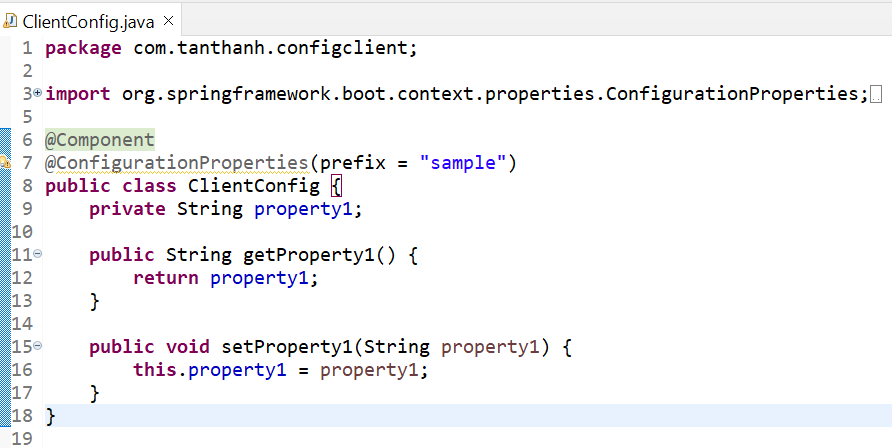 ClientConfig.java
1 package com.tanthanh.configclient;
2
3 import org.springframework.boot.context.properties.ConfigurationProperties;
5
6 @Component
7 @ConfigurationProperties(prefix = "sample")
8 public class ClientConfig {
9     private String property1;
10
11     public String getProperty1() {
12         return property1;
13     }
14
15     public void setProperty1(String property1) {
16         this.property1 = property1;
17     }
18 }
19